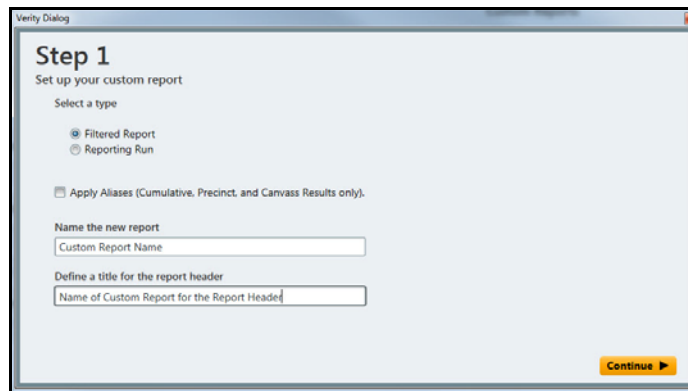 Verity Dialog
Step 1
Set up your custom report
Select a type
Filtered Report
Reporting Run
Apply Aliases (Cumulative, Precinct, and Canvass Results only).
Name the new report
Custom Report Name
Define a title for the report header
Name of Custom Report for the Report Header
Continue